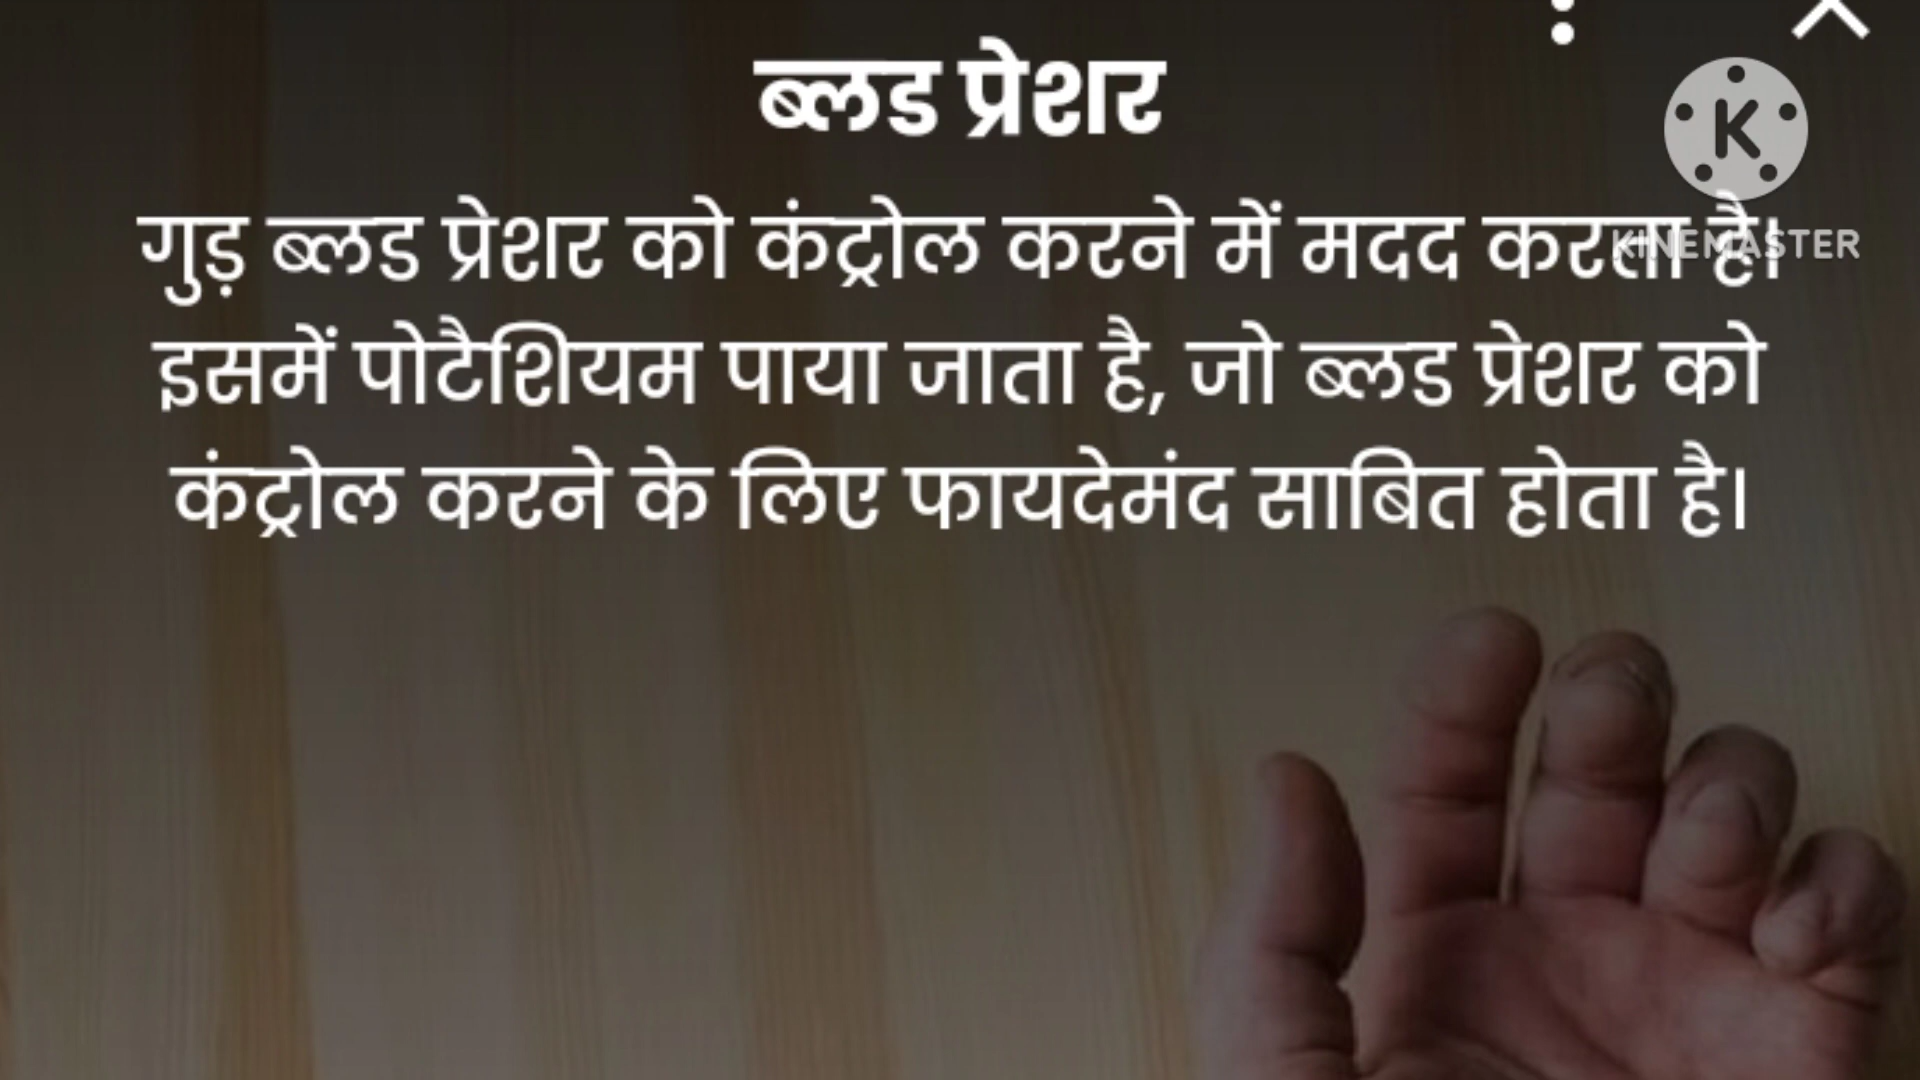 ब्लड प्रेशर
K
गुड़ ब्लड प्रेशर को कंट्रोल करने में मदद करता है।
KINEMASTER
इसमें पोटैशियम पाया जाता है, जो ब्लड प्रेशर को
कंट्रोल करने के लिए फायदेमंद साबित होता है।